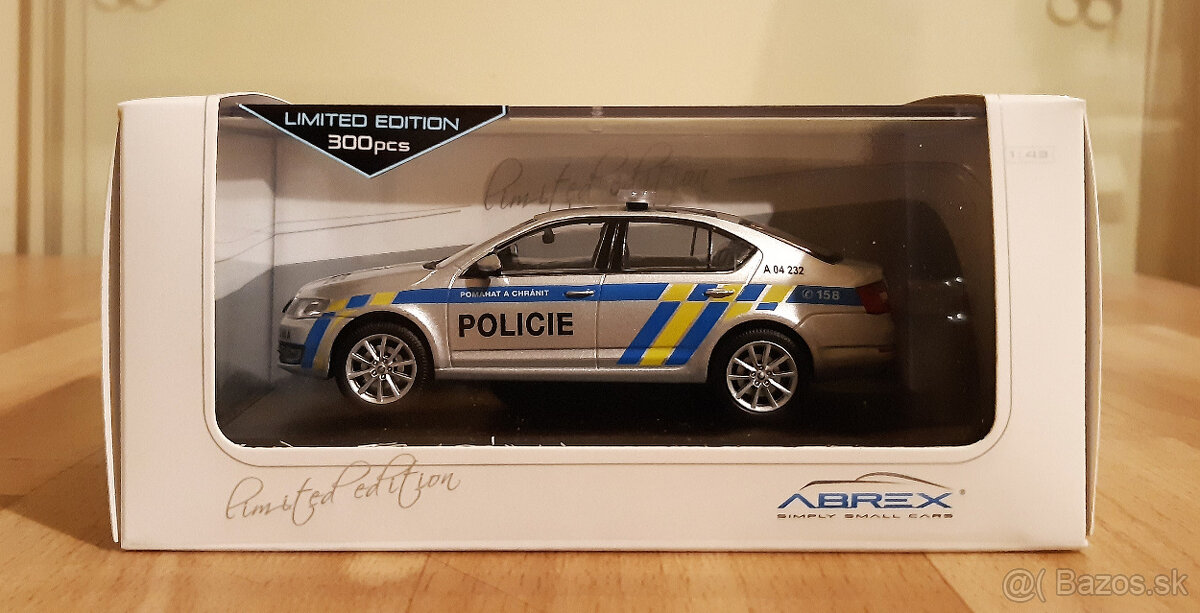 LIMITED EDITION
300pcs
limited edition
1:43
A 04 232
POMÁHAT A CHRÁNIT
158
POLICIE
limited edition
ABREX®
SIMPLY SMALL CARS
@( Bazos.sk